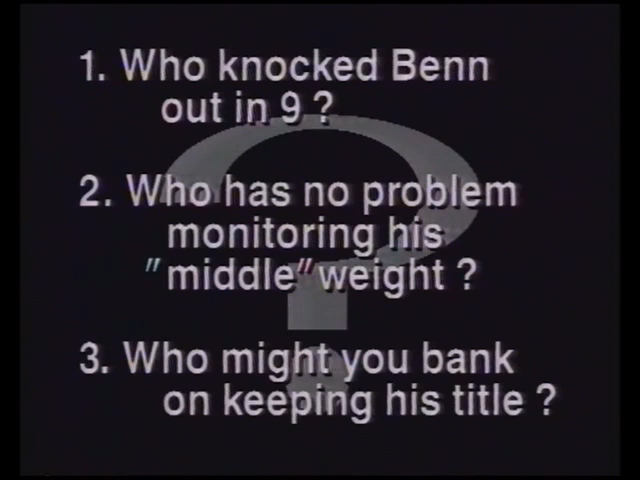 1. Who knocked Benn
out in 9 ?
2. Who has no problem
monitoring his
"middle" weight ?
3. Who might you bank
on keeping his title ?